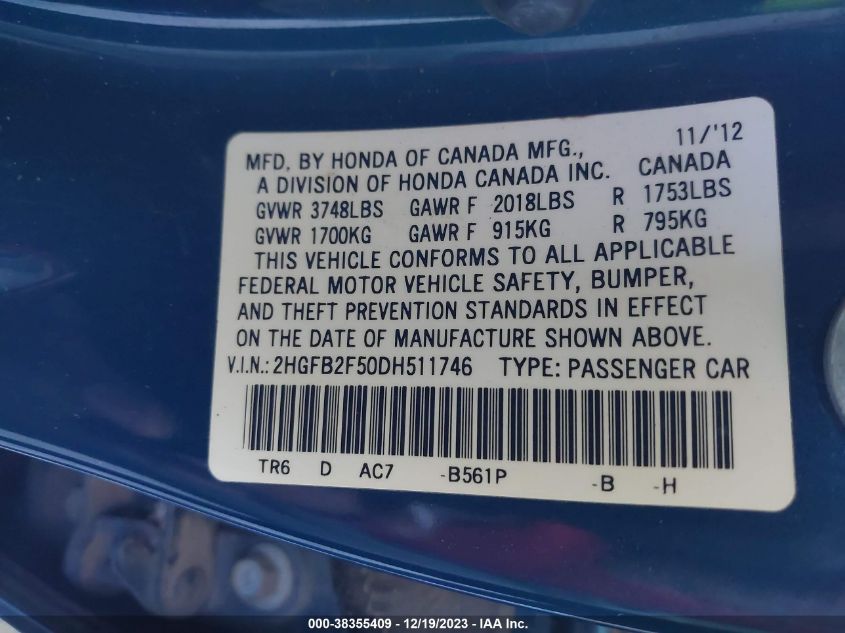 11/'12
MFD. BY HONDA OF CANADA MFG.,
A DIVISION OF HONDA CANADA INC. CANADA
GVWR 3748LBS GAWR F 2018LBS R 1753LBS
GVWR 1700KG GAWR F 915KG R 795KG
THIS VEHICLE CONFORMS TO ALL APPLICABLE
FEDERAL MOTOR VEHICLE SAFETY, BUMPER,
AND THEFT PREVENTION STANDARDS IN EFFECT
ON THE DATE OF MANUFACTURE SHOWN ABOVE.
V.I.N.: 2HGFB2F50DH511746 TYPE: PASSENGER CAR
TR6 D AC7 -B561P -B -H
000-38355409 - 12/19/2023 - IAA Inc.